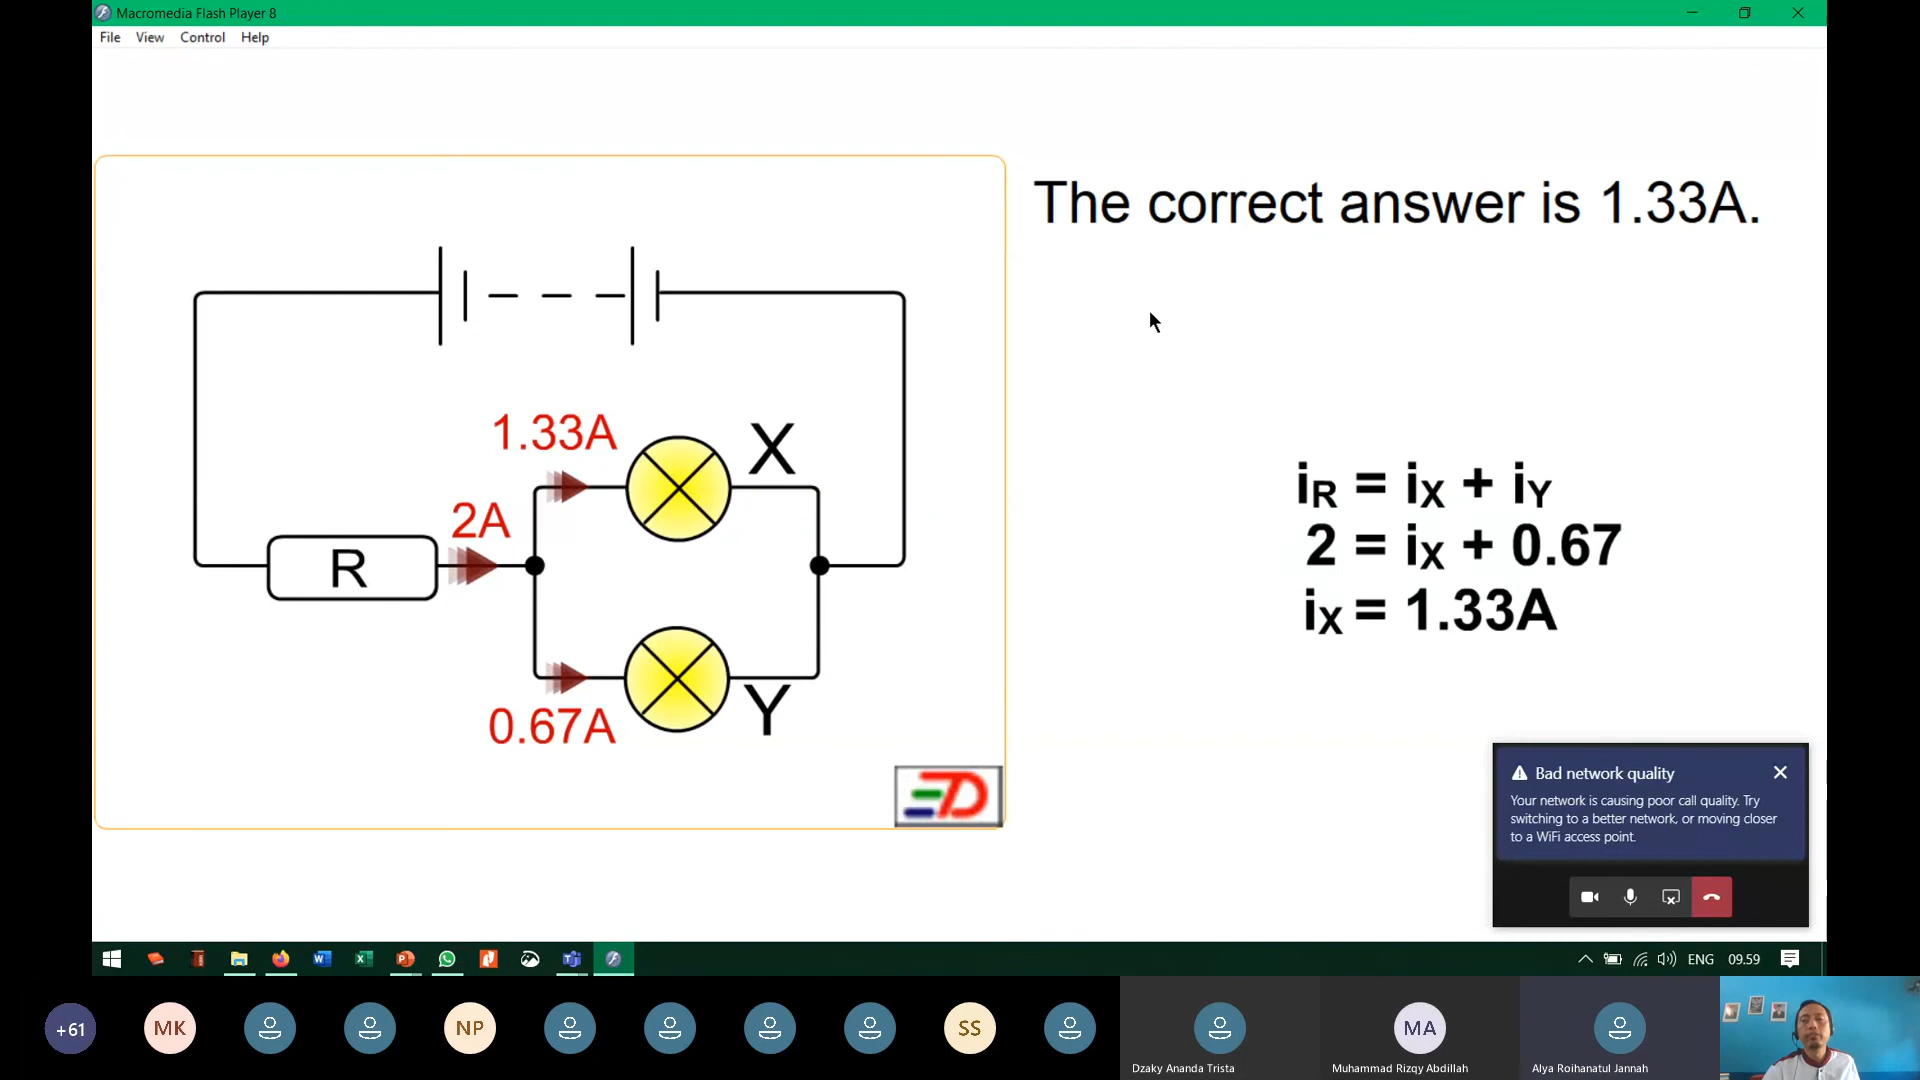 Macromedia Flash Player 8
File View Control Help
The correct answer is 1.33A.
1.33A
X
2A
R
0.67A
Y
iR = iX + iY
2 = iX + 0.67
iX = 1.33A
ED
Bad network quality
Your network is causing poor call quality. Try
switching to a better network, or moving closer
to a WiFi access point.
ENG 09.59
+61
MK
NP
SS
MA
Dzaky Ananda Trista
Muhammad Rizqy Abdillah
Alya Roihanatul Jannah